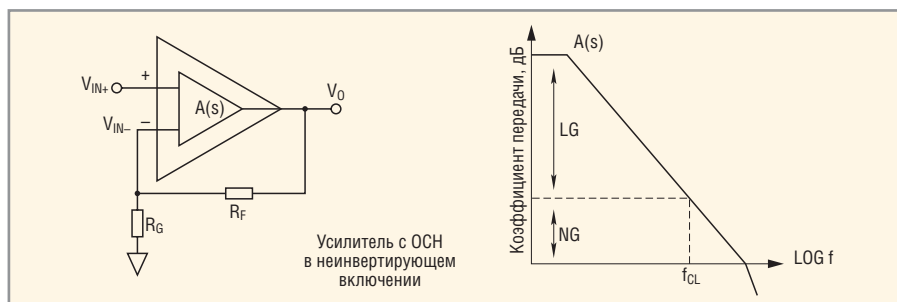 V_IN+
+
A(s)
V_IN–
–
V_O
R_G
R_F
Усилитель с ОСН
в неинвертирующем
включении
Коэффициент передачи, дБ
A(s)
LG
NG
f_CL
LOG f